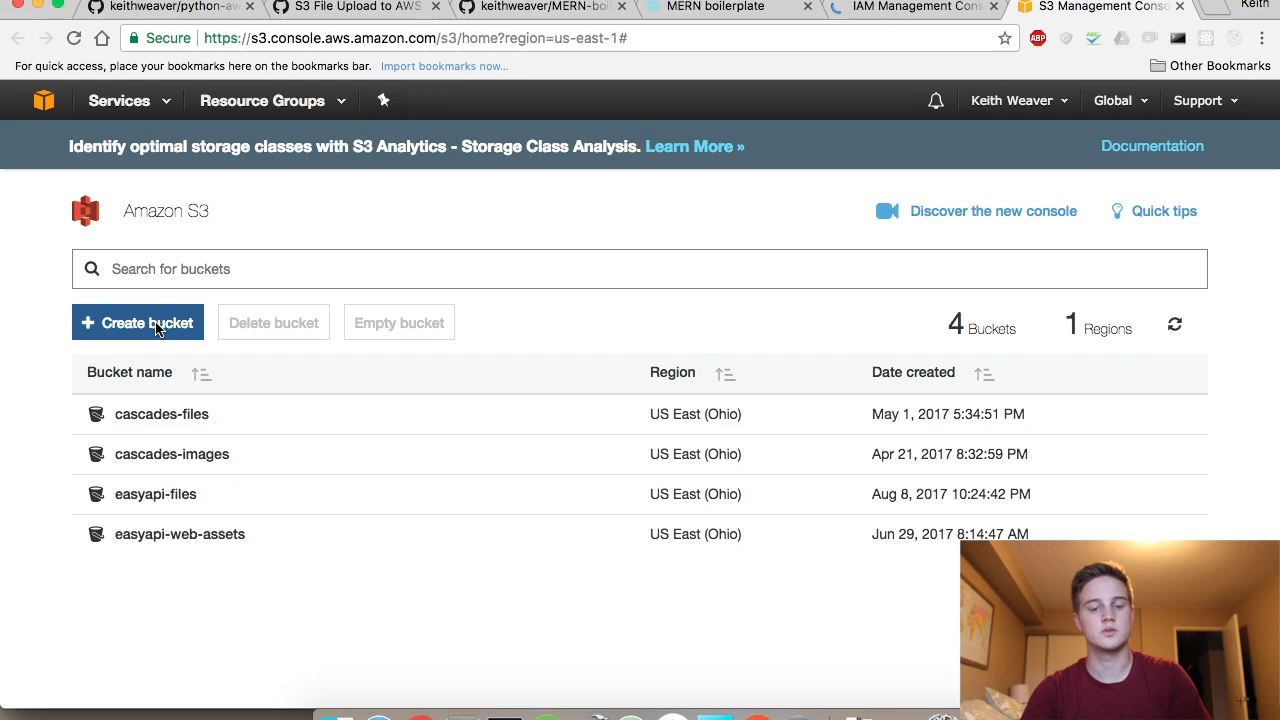 keithweaver/python-aw
S3 File Upload to AWS
keithweaver/MERN-boil
MERN boilerplate
IAM Management Cons
S3 Management Conso
Keith
Secure https://s3.console.aws.amazon.com/s3/home?region=us-east-1#
ABP
For quick access, place your bookmarks here on the bookmarks bar. Import bookmarks now...
Other Bookmarks
Services
Resource Groups
Keith Weaver
Global
Support
Identify optimal storage classes with S3 Analytics - Storage Class Analysis. Learn More »
Documentation
Amazon S3
Discover the new console
Quick tips
Search for buckets
+ Create bucket
Delete bucket
Empty bucket
4 Buckets
1 Regions
Bucket name
Region
Date created
cascades-files US East (Ohio) May 1, 2017 5:34:51 PM
cascades-images US East (Ohio) Apr 21, 2017 8:32:59 PM
easyapi-files US East (Ohio) Aug 8, 2017 10:24:42 PM
easyapi-web-assets US East (Ohio) Jun 29, 2017 8:14:47 AM